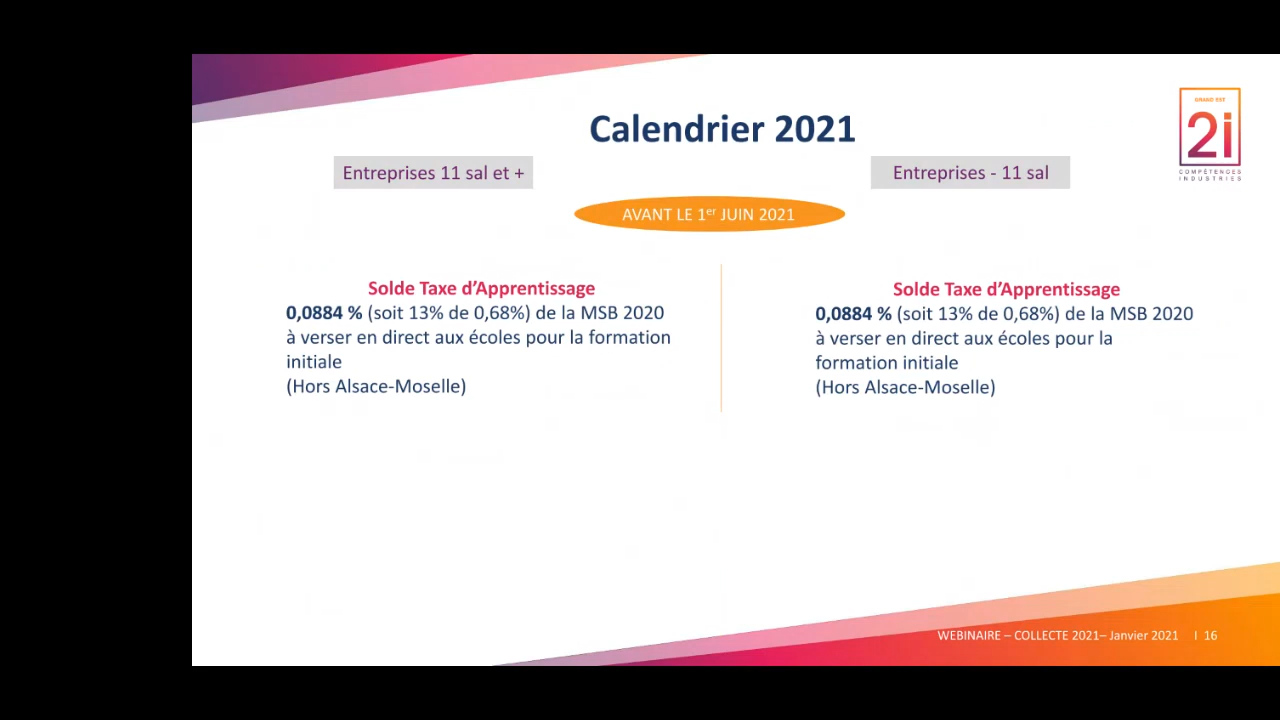 Calendrier 2021
GRAND EST
2i
COMPÉTENCES
INDUSTRIES
Entreprises 11 sal et +
Entreprises - 11 sal
AVANT LE 1er JUIN 2021
Solde Taxe d’Apprentissage
0,0884 % (soit 13% de 0,68%) de la MSB 2020
à verser en direct aux écoles pour la formation
initiale
(Hors Alsace-Moselle)
Solde Taxe d’Apprentissage
0,0884 % (soit 13% de 0,68%) de la MSB 2020
à verser en direct aux écoles pour la
formation initiale
(Hors Alsace-Moselle)
WEBINAIRE – COLLECTE 2021– Janvier 2021 I 16